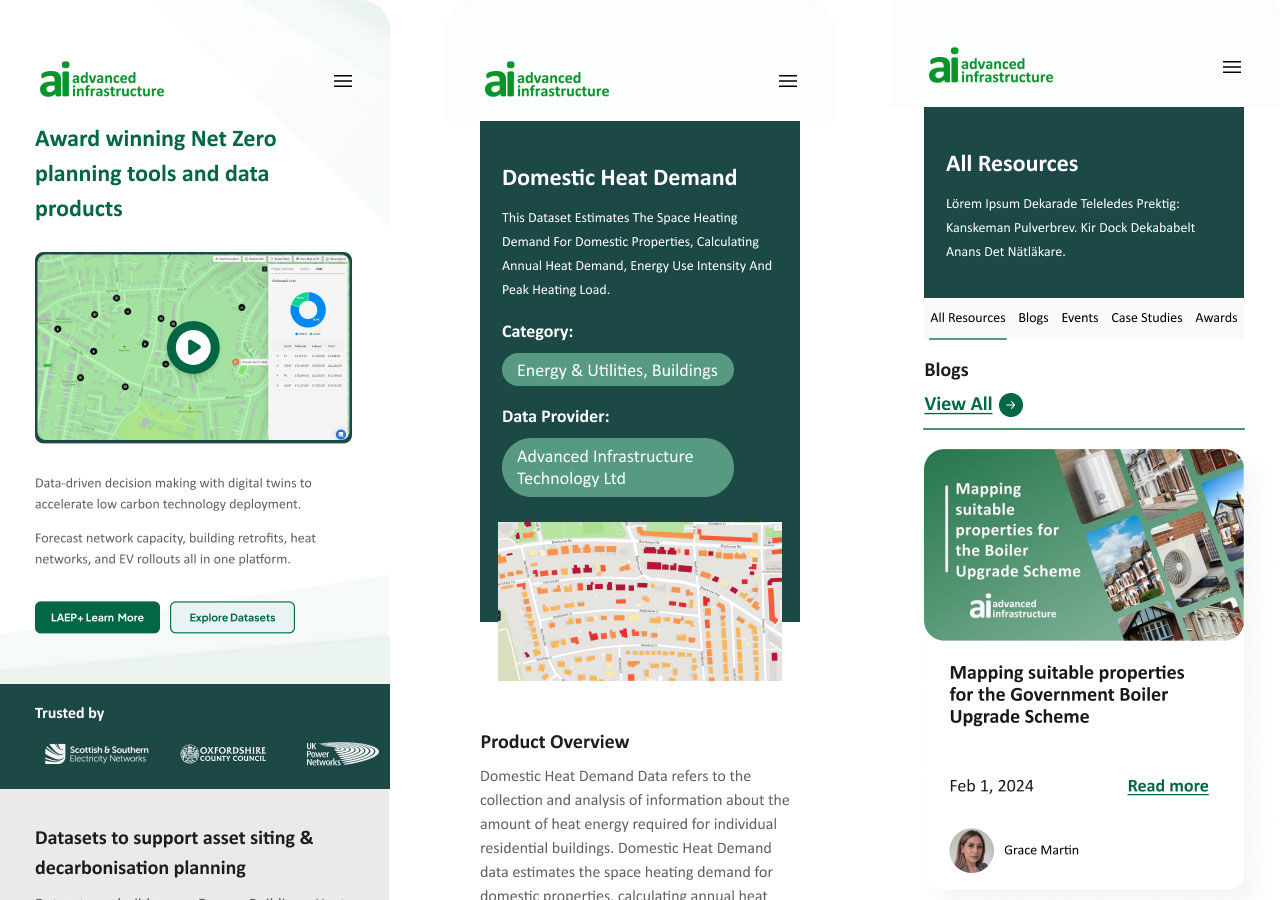 ai advanced
infrastructure
Award winning Net Zero
planning tools and data
products
Estimated Cost
Data-driven decision making with digital twins to
accelerate low carbon technology deployment.
Forecast network capacity, building retrofits, heat
networks, and EV rollouts all in one platform.
LAEP+ Learn More
Explore Datasets
Trusted by
Scottish & Southern
Electricity Networks
OXFORDSHIRE
COUNTY COUNCIL
UK
Power
Networks
Datasets to support asset siting &
decarbonisation planning
ai advanced
infrastructure
Domestic Heat Demand
This Dataset Estimates The Space Heating
Demand For Domestic Properties, Calculating
Annual Heat Demand, Energy Use Intensity And
Peak Heating Load.
Category:
Energy & Utilities, Buildings
Data Provider:
Advanced Infrastructure
Technology Ltd
Product Overview
Domestic Heat Demand Data refers to the
collection and analysis of information about the
amount of heat energy required for individual
residential buildings. Domestic Heat Demand
data estimates the space heating demand for
domestic properties, calculating annual heat
ai advanced
infrastructure
All Resources
Lörem Ipsum Dekarade Teleledes Prektig:
Kanskeman Pulverbrev. Kir Dock Dekababelt
Anans Det Nätläkare.
All Resources Blogs Events Case Studies Awards
Blogs
View All
Mapping
suitable
properties for
the Boiler
Upgrade Scheme
ai advanced
infrastructure
Mapping suitable properties
for the Government Boiler
Upgrade Scheme
Feb 1, 2024
Read more
Grace Martin